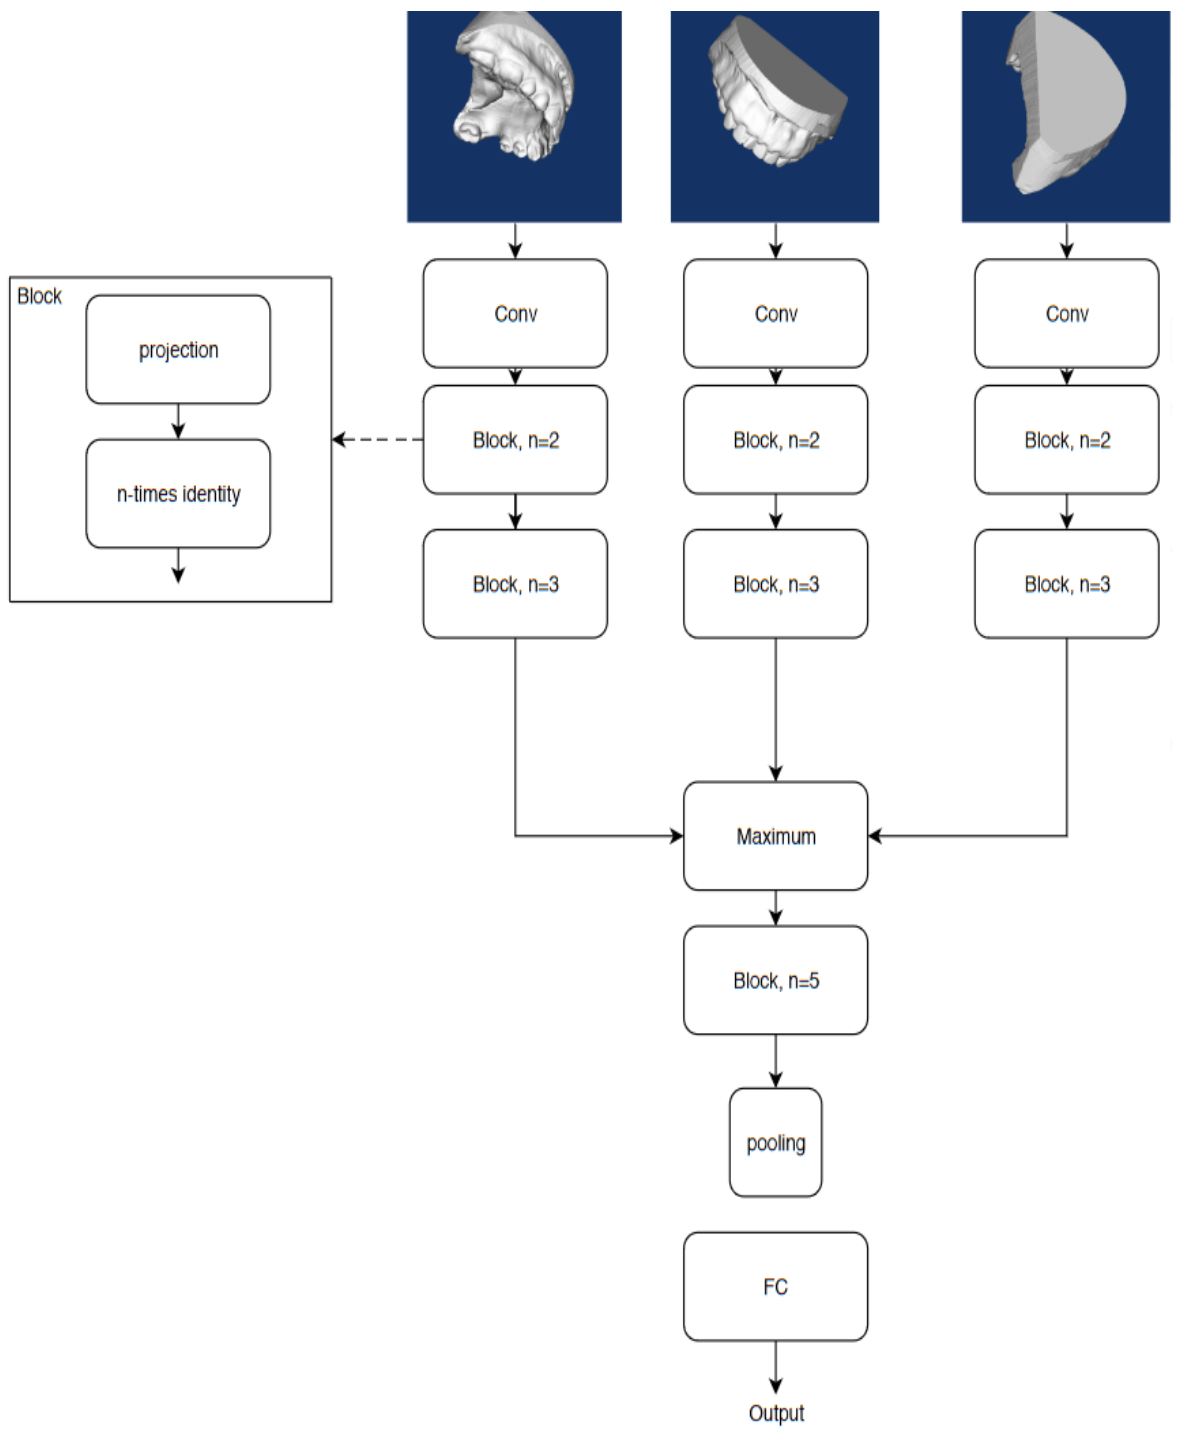 Conv
Conv
Conv
Block
projection
n-times identity
Block, n=2
Block, n=2
Block, n=2
Block, n=3
Block, n=3
Block, n=3
Maximum
Block, n=5
pooling
FC
Output